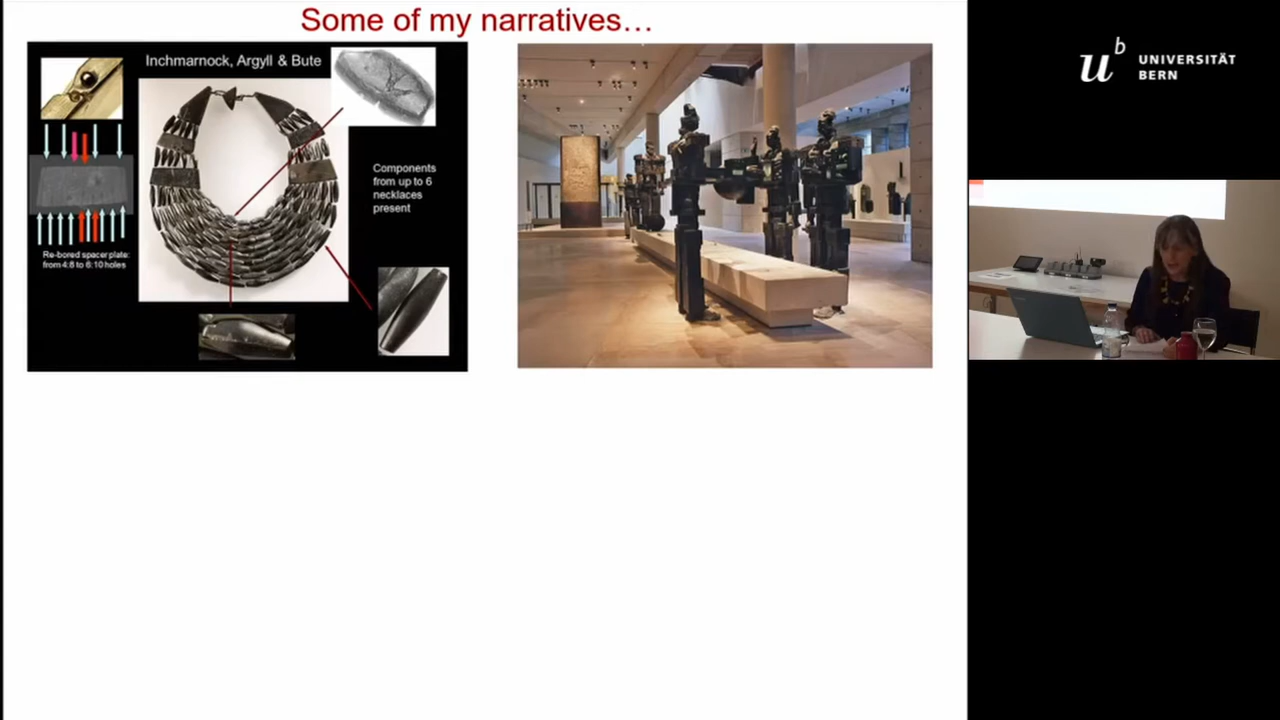 Some of my narratives…
Inchmarnock, Argyll & Bute
Components
from up to 6
necklaces
present
Re-bored spacer plate:
from 4:8 to 6:10 holes
u
b
UNIVERSITÄT
BERN